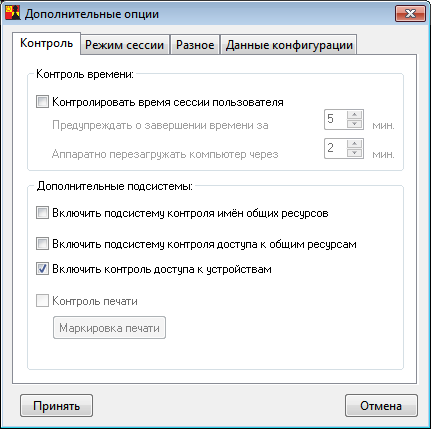 Дополнительные опции
Контроль Режим сессии Разное Данные конфигурации
Контроль времени:
Контролировать время сессии пользователя
Предупреждать о завершении времени за 5 мин.
Аппаратно перезагружать компьютер через 2 мин.
Дополнительные подсистемы:
Включить подсистему контроля имён общих ресурсов
Включить подсистему контроля доступа к общим ресурсам
Включить контроль доступа к устройствам
Контроль печати
Маркировка печати
Принять Отмена